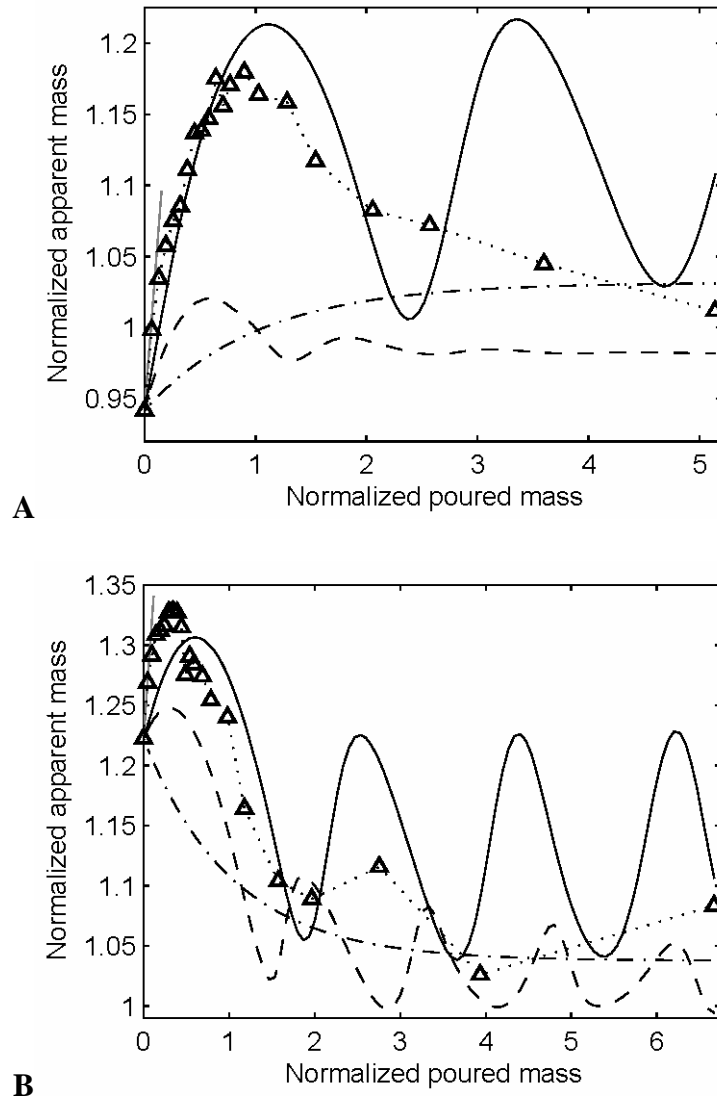 1.2
1.15
1.1
1.05
1
0.95
0 1 2 3 4 5
Normalized apparent mass
Normalized poured mass
A
1.35
1.3
1.25
1.2
1.15
1.1
1.05
1
0 1 2 3 4 5 6
Normalized apparent mass
Normalized poured mass
B